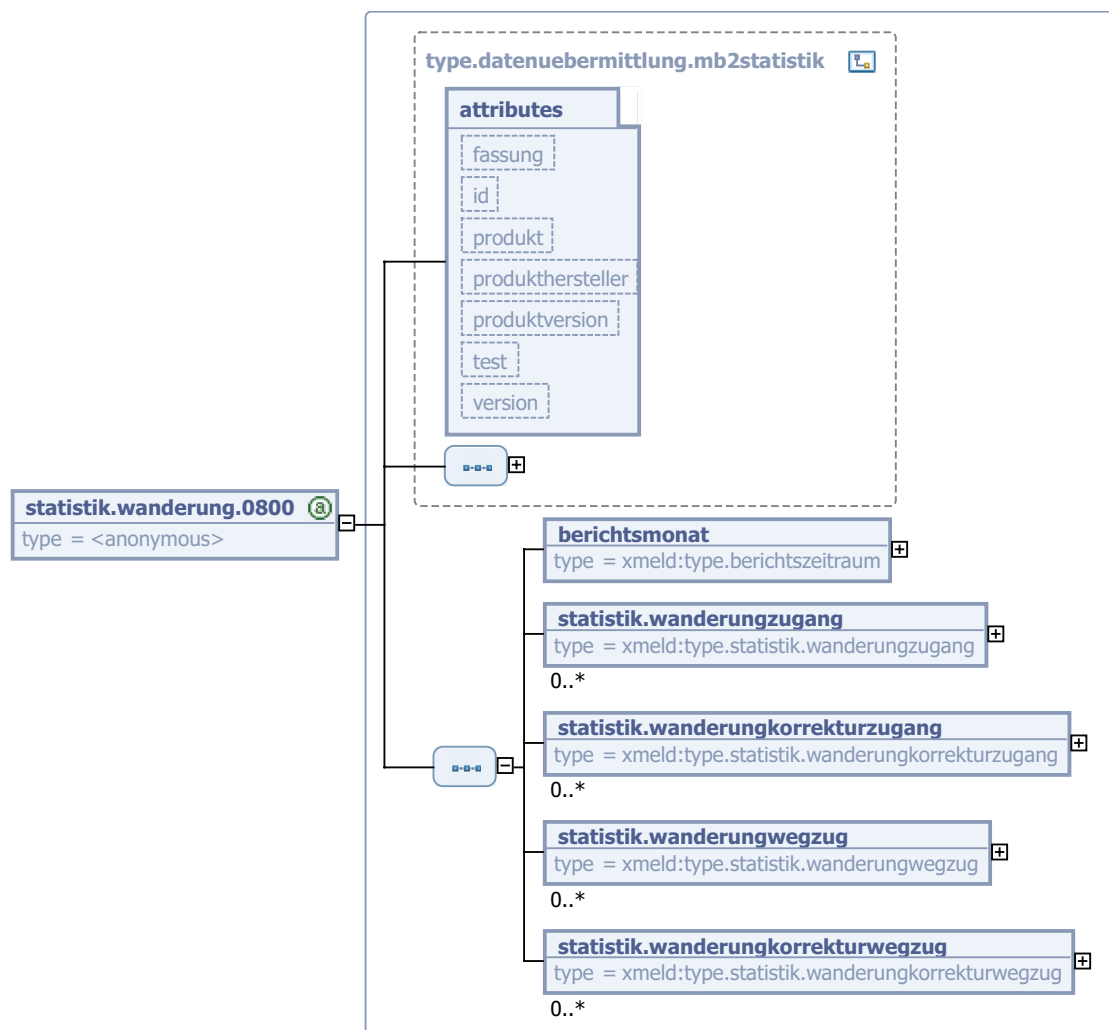 type.datenuebermittlung.mb2statistik
attributes
fassung
id
produkt
produkthersteller
produktversion
test
version
statistik.wanderung.0800 @
type = <anonymous>
berichtsmonat
type = xmeld:type.berichtszeitraum
statistik.wanderungzugang
type = xmeld:type.statistik.wanderungzugang
0..*
statistik.wanderungkorrekturzugang
type = xmeld:type.statistik.wanderungkorrekturzugang
0..*
statistik.wanderungwegzug
type = xmeld:type.statistik.wanderungwegzug
0..*
statistik.wanderungkorrekturwegzug
type = xmeld:type.statistik.wanderungkorrekturwegzug
0..*